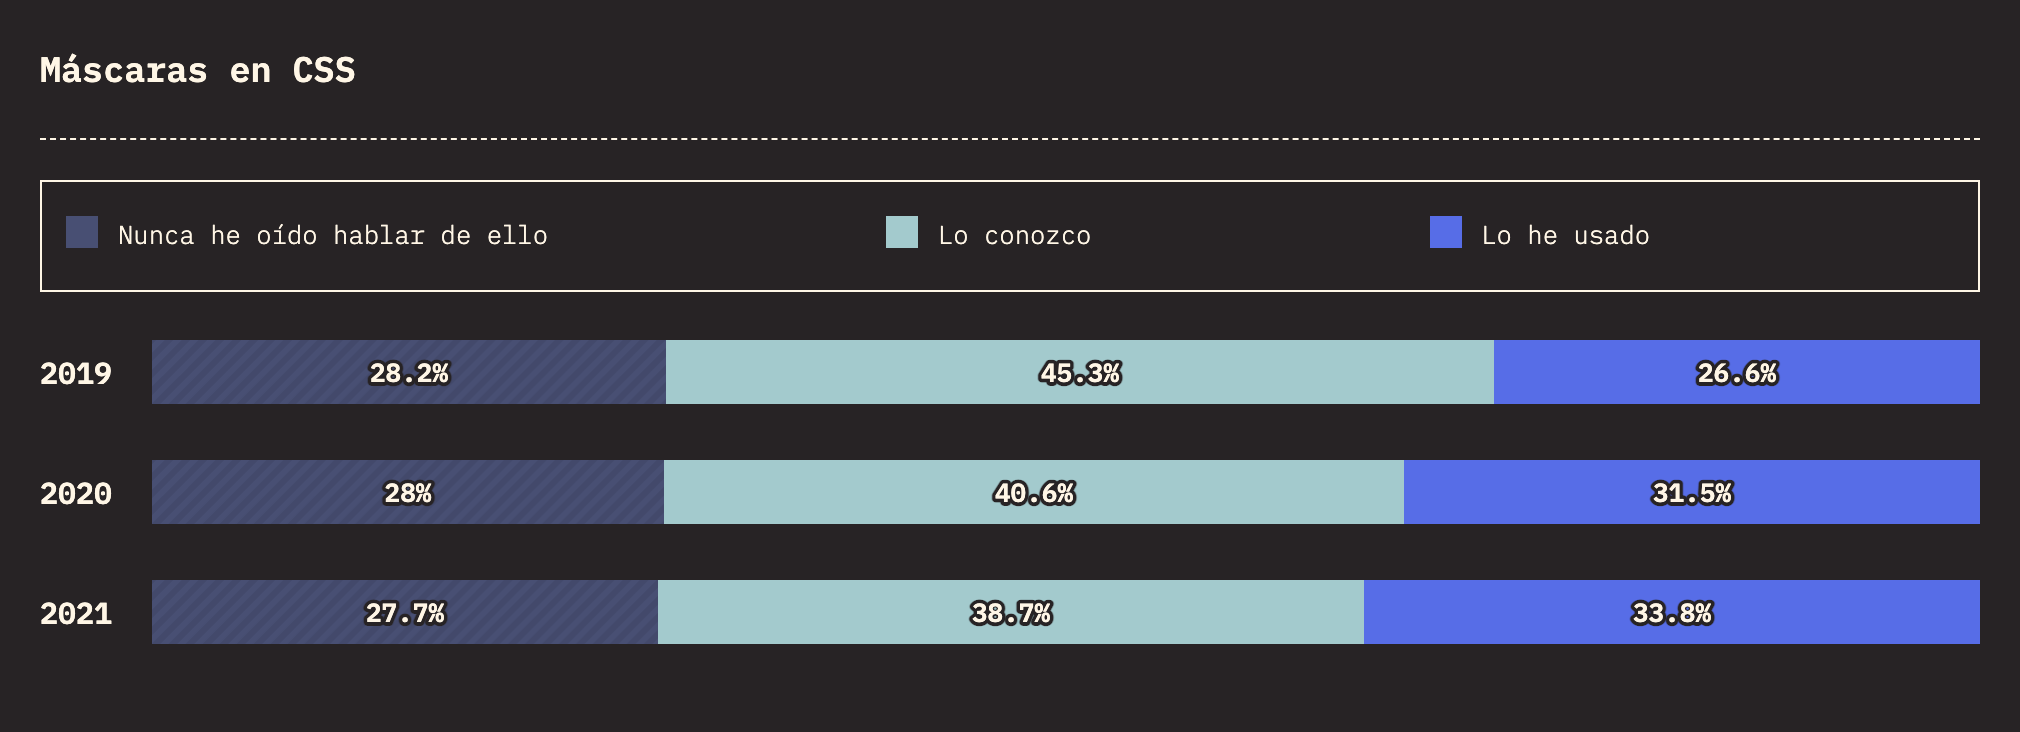 Máscaras en CSS
Nunca he oído hablar de ello Lo conozco Lo he usado
2019 28.2% 45.3% 26.6%
2020 28% 40.6% 31.5%
2021 27.7% 38.7% 33.8%